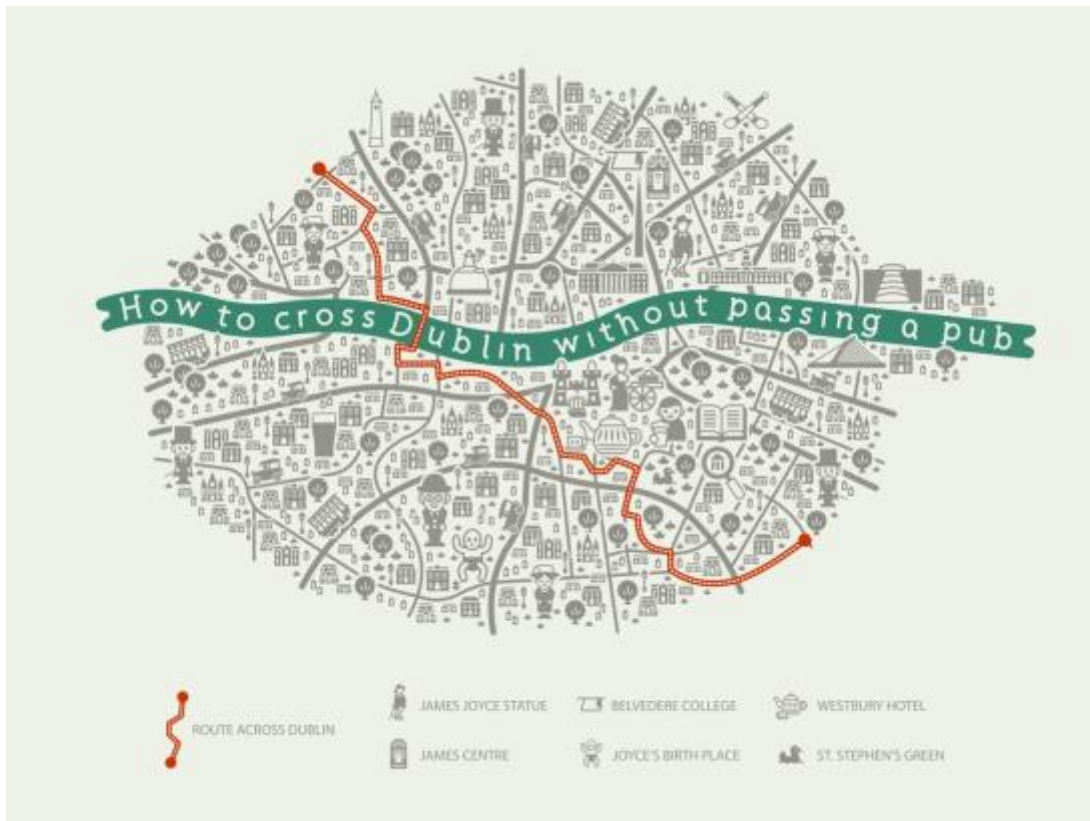 How to cross Dublin without passing a pub
ROUTE ACROSS DUBLIN
JAMES JOYCE STATUE
BELVEDERE COLLEGE
WESTBURY HOTEL
JAMES CENTRE
JOYCE'S BIRTH PLACE
ST. STEPHEN'S GREEN